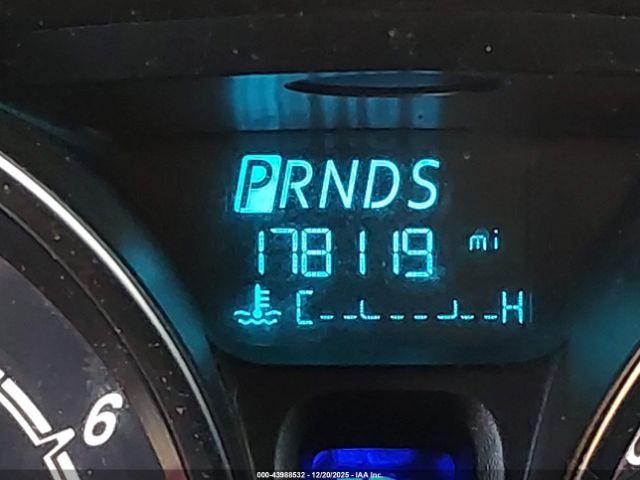 PRNDS
178119 mi
C H
6
000-43988532 - 12/20/2025 - IAA Inc.